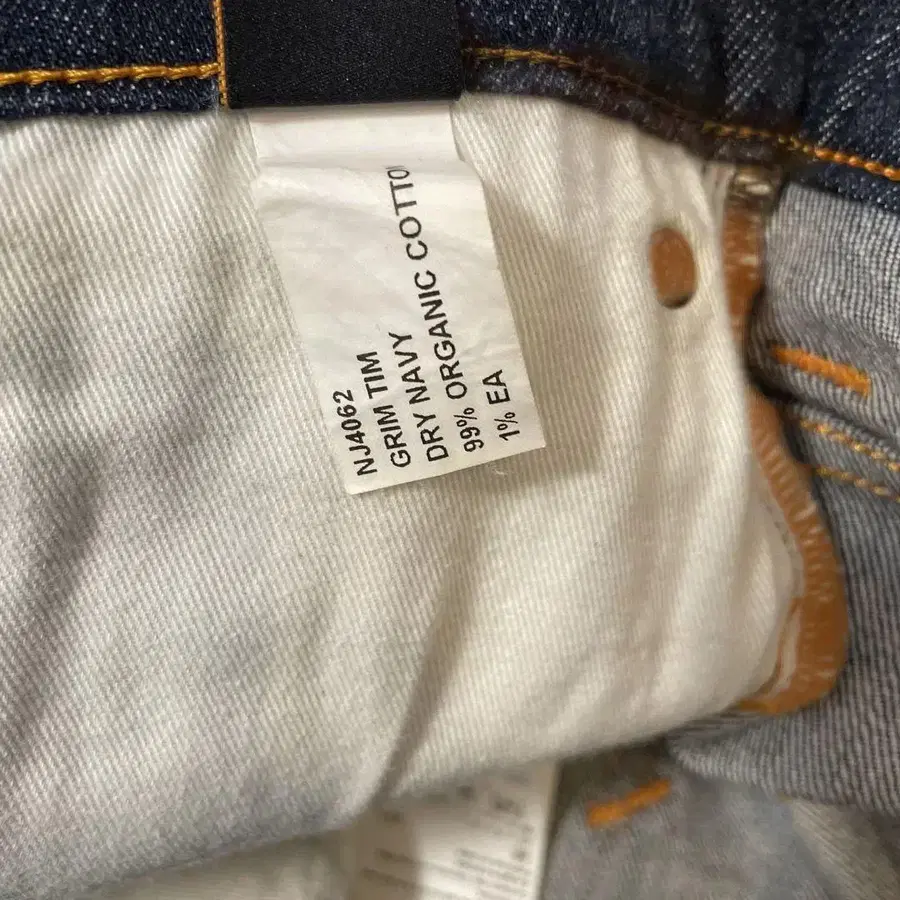 NJ4062
GRIM TIM
DRY NAVY
99% ORGANIC COTTO
1% EA